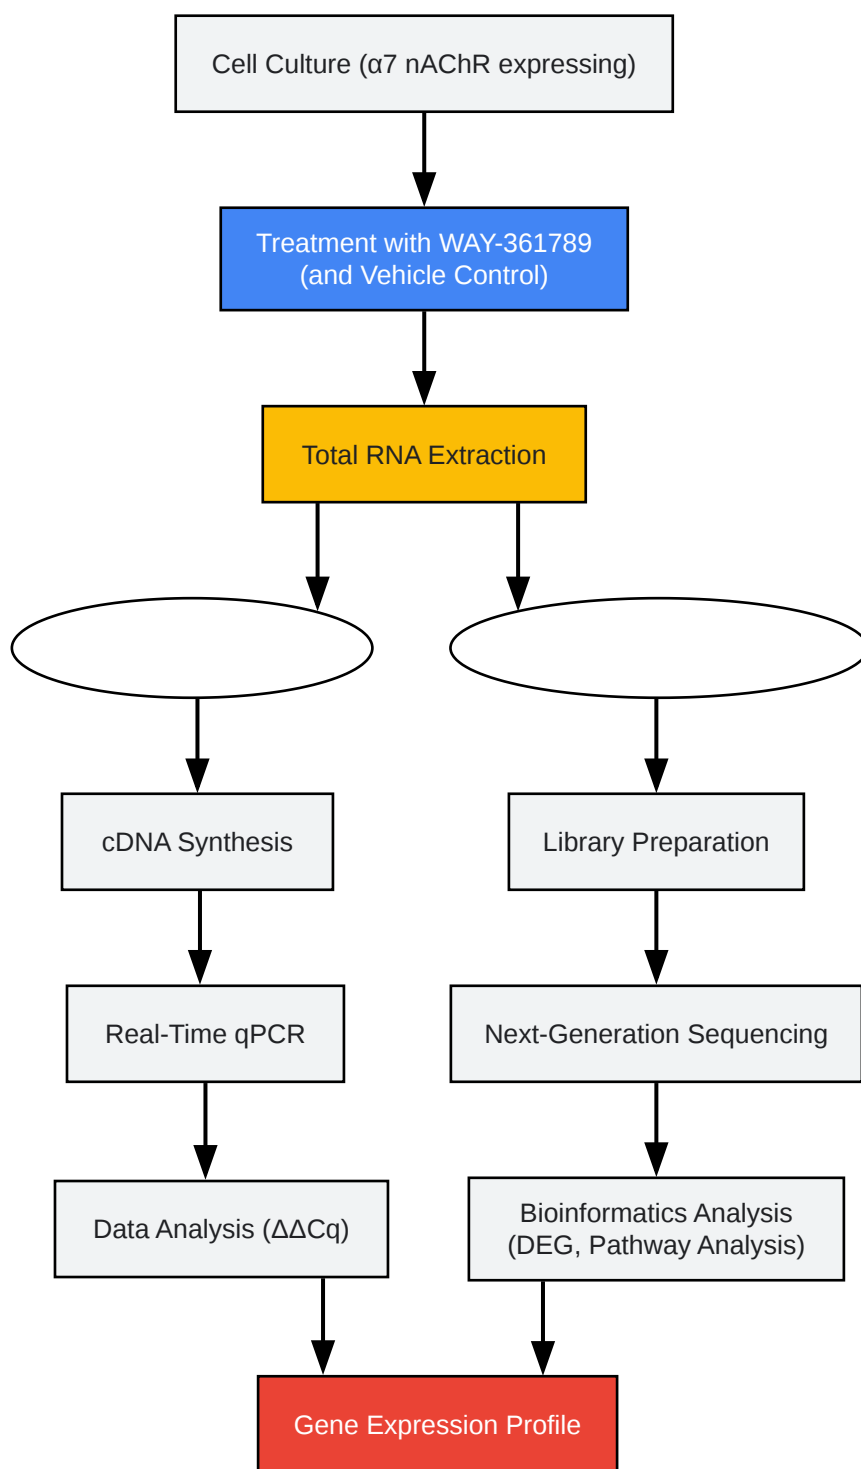 Cell Culture (α7 nAChR expressing)
Treatment with WAY-361789
(and Vehicle Control)
Total RNA Extraction
cDNA Synthesis
Library Preparation
Real-Time qPCR
Next-Generation Sequencing
Data Analysis (ΔΔCq)
Bioinformatics Analysis
(DEG, Pathway Analysis)
Gene Expression Profile